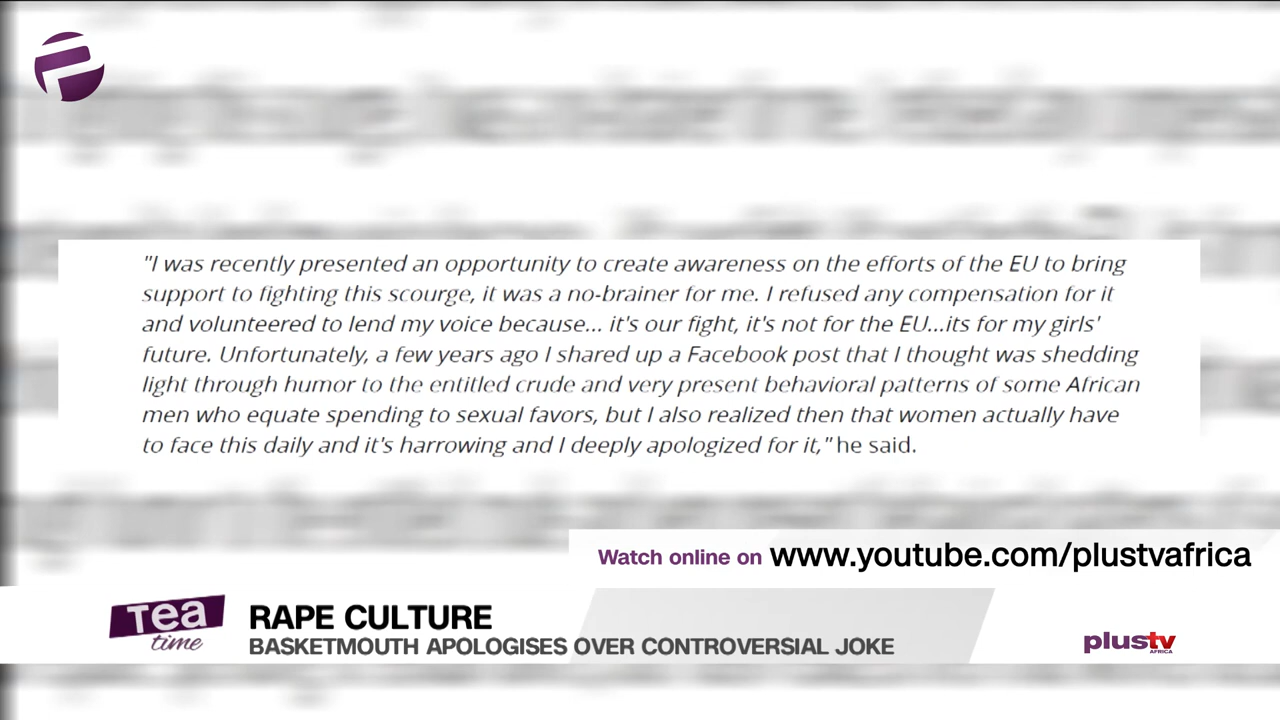 "I was recently presented an opportunity to create awareness on the efforts of the EU to bring
support to fighting this scourge, it was a no-brainer for me. I refused any compensation for it
and volunteered to lend my voice because... it's our fight, it's not for the EU...its for my girls'
future. Unfortunately, a few years ago I shared up a Facebook post that I thought was shedding
light through humor to the entitled crude and very present behavioral patterns of some African
men who equate spending to sexual favors, but I also realized then that women actually have
to face this daily and it's harrowing and I deeply apologized for it," he said.
Watch online on www.youtube.com/plustvafrica
Tea
time
RAPE CULTURE
BASKETMOUTH APOLOGISES OVER CONTROVERSIAL JOKE
plustv
AFRICA